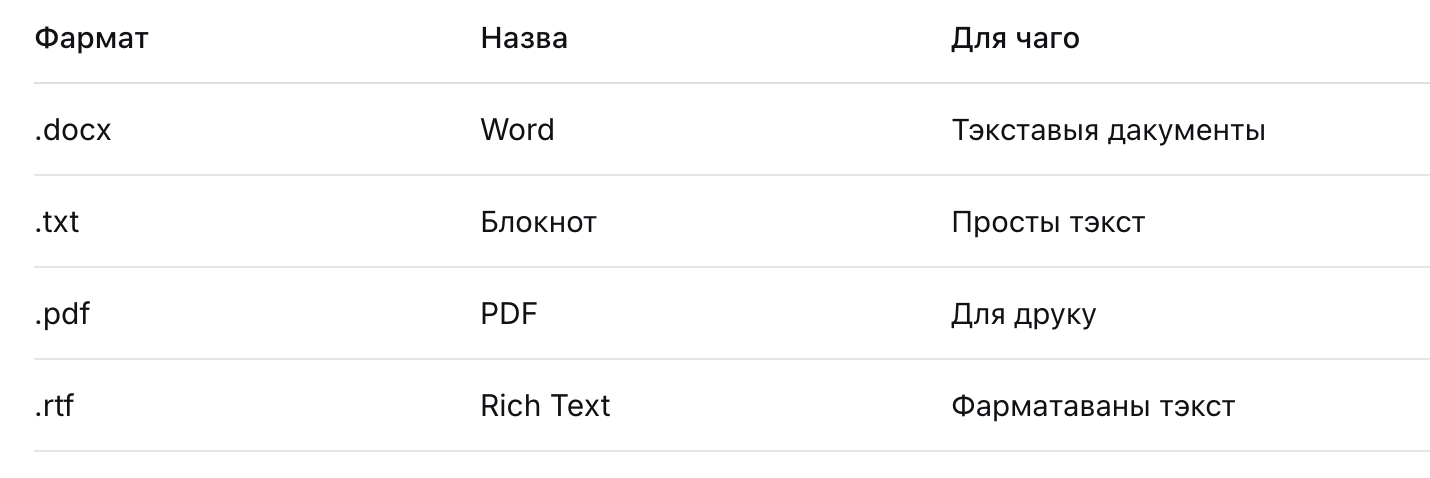 Фармат Назва Для чаго
.docx Word Тэкставыя дакументы
.txt Блокнот Просты тэкст
.pdf PDF Для друку
.rtf Rich Text Фарматаваны тэкст